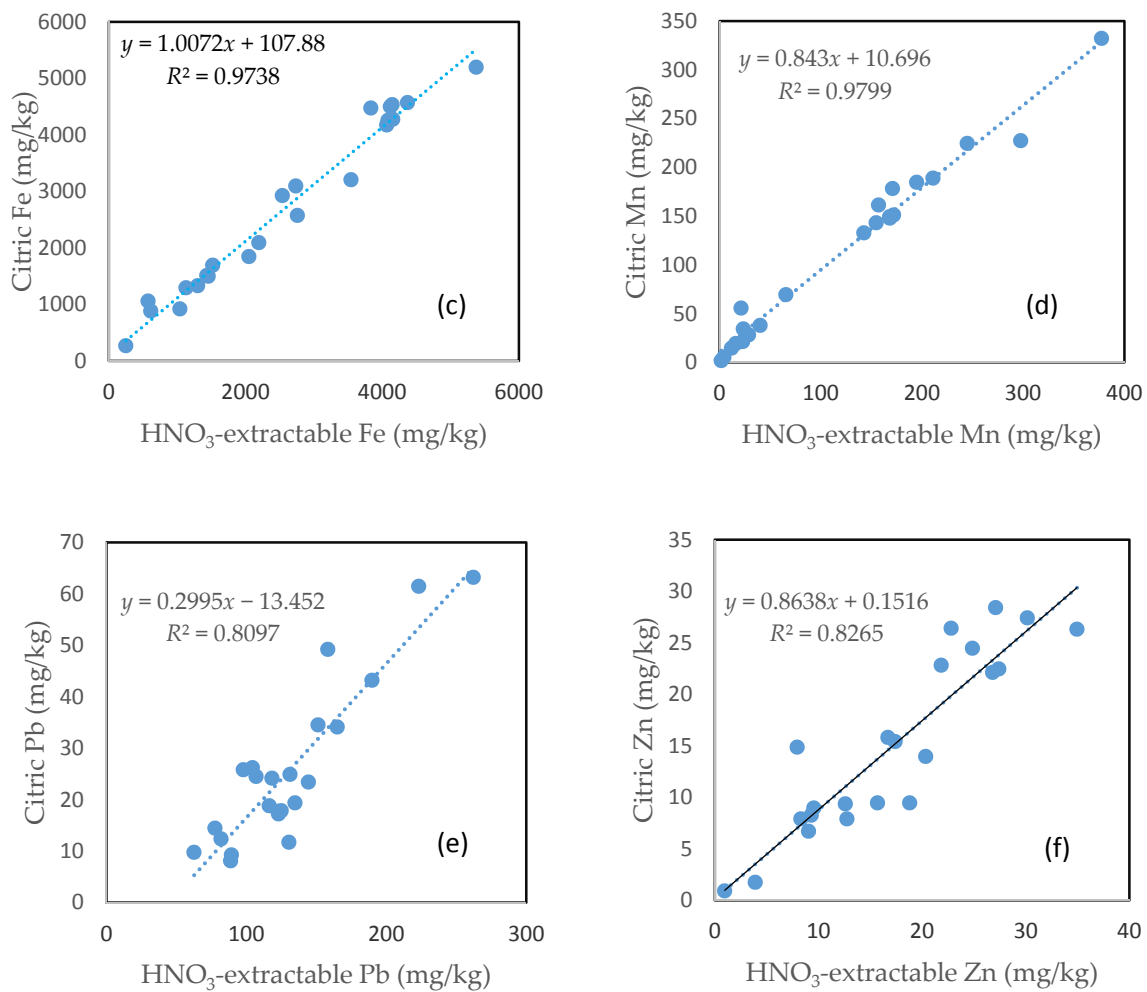 6000
5000
4000
3000
2000
1000
0
Citric Fe (mg/kg)
y = 1.0072x + 107.88
R² = 0.9738
(c)
0
2000
4000
6000
HNO₃-extractable Fe (mg/kg)
350
300
250
200
150
100
50
0
Citric Mn (mg/kg)
y = 0.843x + 10.696
R² = 0.9799
(d)
0
100
200
300
400
HNO₃-extractable Mn (mg/kg)
70
60
50
40
30
20
10
0
Citric Pb (mg/kg)
y = 0.2995x − 13.452
R² = 0.8097
(e)
0
100
200
300
HNO₃-extractable Pb (mg/kg)
35
30
25
20
15
10
5
0
Citric Zn (mg/kg)
y = 0.8638x + 0.1516
R² = 0.8265
(f)
0
10
20
30
40
HNO₃-extractable Zn (mg/kg)